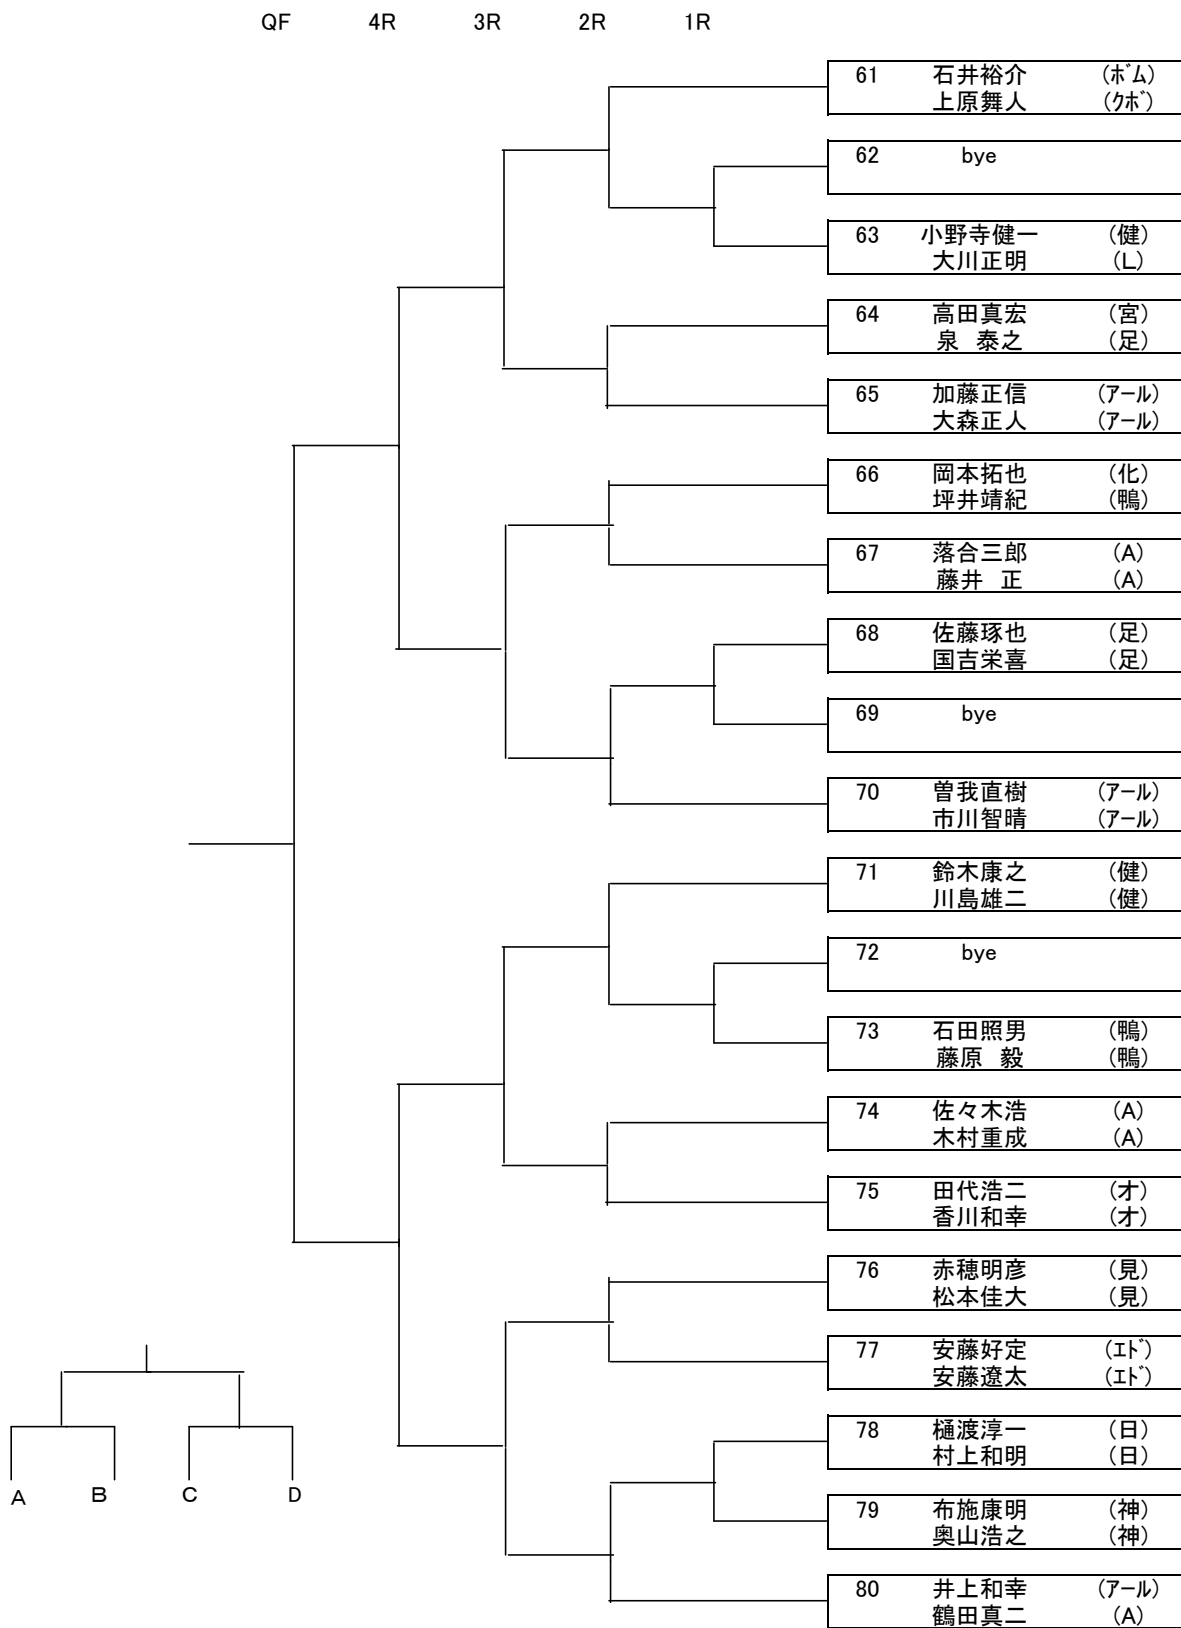 QF 4R 3R 2R 1R
61 石井裕介 (ﾎﾞﾑ)
上原舞人 (ｸﾎﾞ)
62 bye
63 小野寺健一 (健)
大川正明 (L)
64 高田真宏 (宮)
泉 泰之 (足)
65 加藤正信 (アール)
大森正人 (アール)
66 岡本拓也 (化)
坪井靖紀 (鴨)
67 落合三郎 (A)
藤井 正 (A)
68 佐藤琢也 (足)
国吉栄喜 (足)
69 bye
70 曽我直樹 (アール)
市川智晴 (アール)
71 鈴木康之 (健)
川島雄二 (健)
72 bye
73 石田照男 (鴨)
藤原 毅 (鴨)
74 佐々木浩 (A)
木村重成 (A)
75 田代浩二 (才)
香川和幸 (才)
76 赤穂明彦 (見)
松本佳大 (見)
77 安藤好定 (ｴﾄﾞ)
安藤遼太 (ｴﾄﾞ)
78 樋渡淳一 (日)
村上和明 (日)
79 布施康明 (神)
奥山浩之 (神)
80 井上和幸 (アール)
鶴田真二 (A)
A B C D